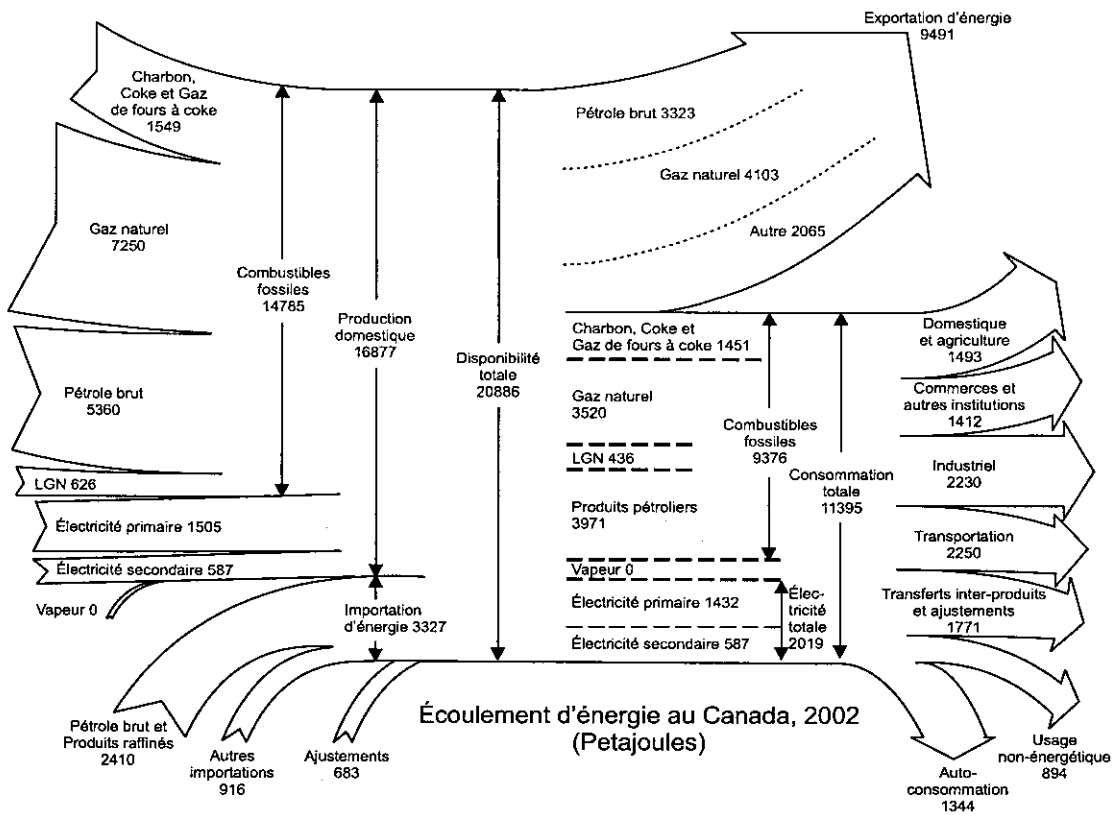 Exportation d'énergie
9491
Charbon,
Coke et Gaz
de fours à coke
1549
Pétrole brut 3323
Gaz naturel 4103
Gaz naturel
7250
Autre 2065
Combustibles
fossiles
14785
Production
domestique
16877
Disponibilité
totale
20886
Charbon, Coke et
Gaz de fours à coke 1451
Domestique
et agriculture
1493
Pétrole brut
5360
Gaz naturel
3520
Commerces et
autres institutions
1412
Combustibles
fossiles
9376
LGN 436
Consommation
totale
11395
Industriel
2230
LGN 626
Produits pétroliers
3971
Électricité primaire 1505
Transportation
2250
Électricité secondaire 587
Vapeur 0
Vapeur 0
Importation
d'énergie 3327
Électricité primaire 1432
Élec-
tricité
totale
2019
Transferts inter-produits
et ajustements
1771
Électricité secondaire 587
Pétrole brut et
Produits raffinés
2410
Autres
importations
916
Ajustements
683
Écoulement d'énergie au Canada, 2002
(Petajoules)
Usage
non-énergétique
894
Auto-
consommation
1344